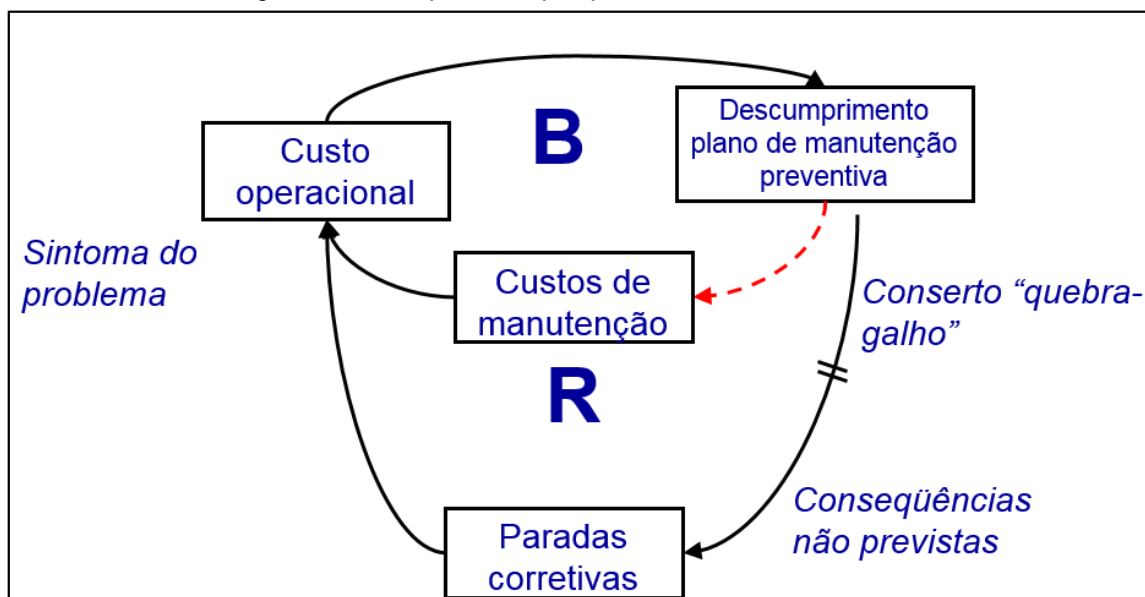 B
Custo
operacional
Descumprimento
plano de manutenção
preventiva
Sintoma do
problema
Custos de
manutenção
Conserto “quebra-
galho”
R
Paradas
corretivas
Conseqüências
não previstas